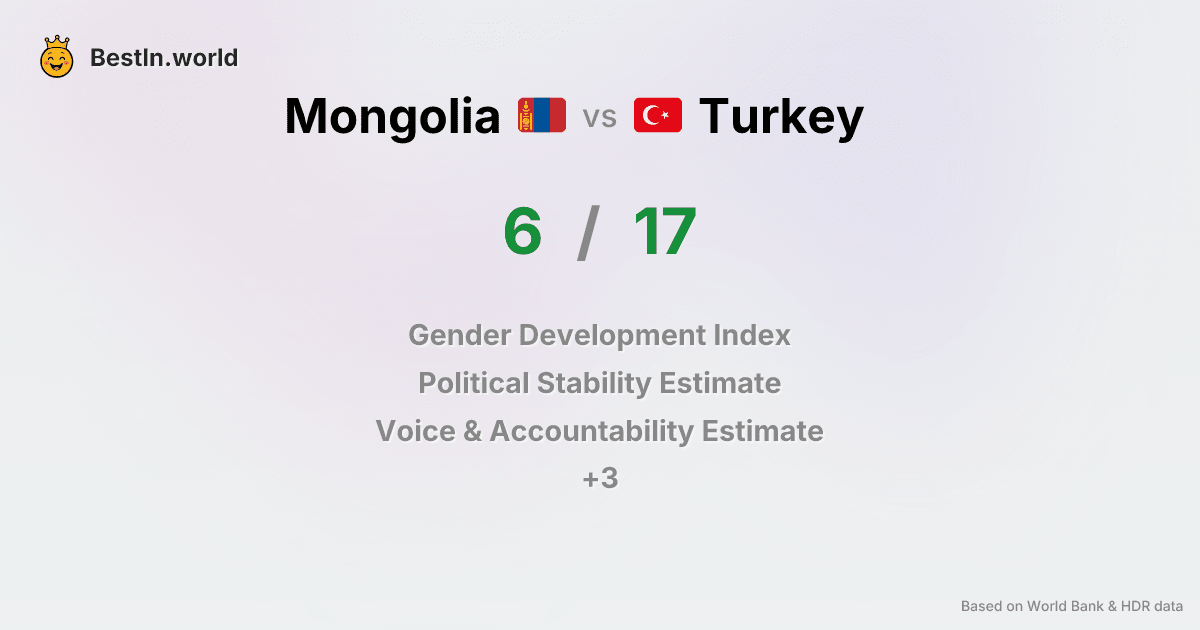 BestIn.world
Mongolia vs Turkey
6 / 17
Gender Development Index
Political Stability Estimate
Voice & Accountability Estimate
+3
Based on World Bank & HDR data